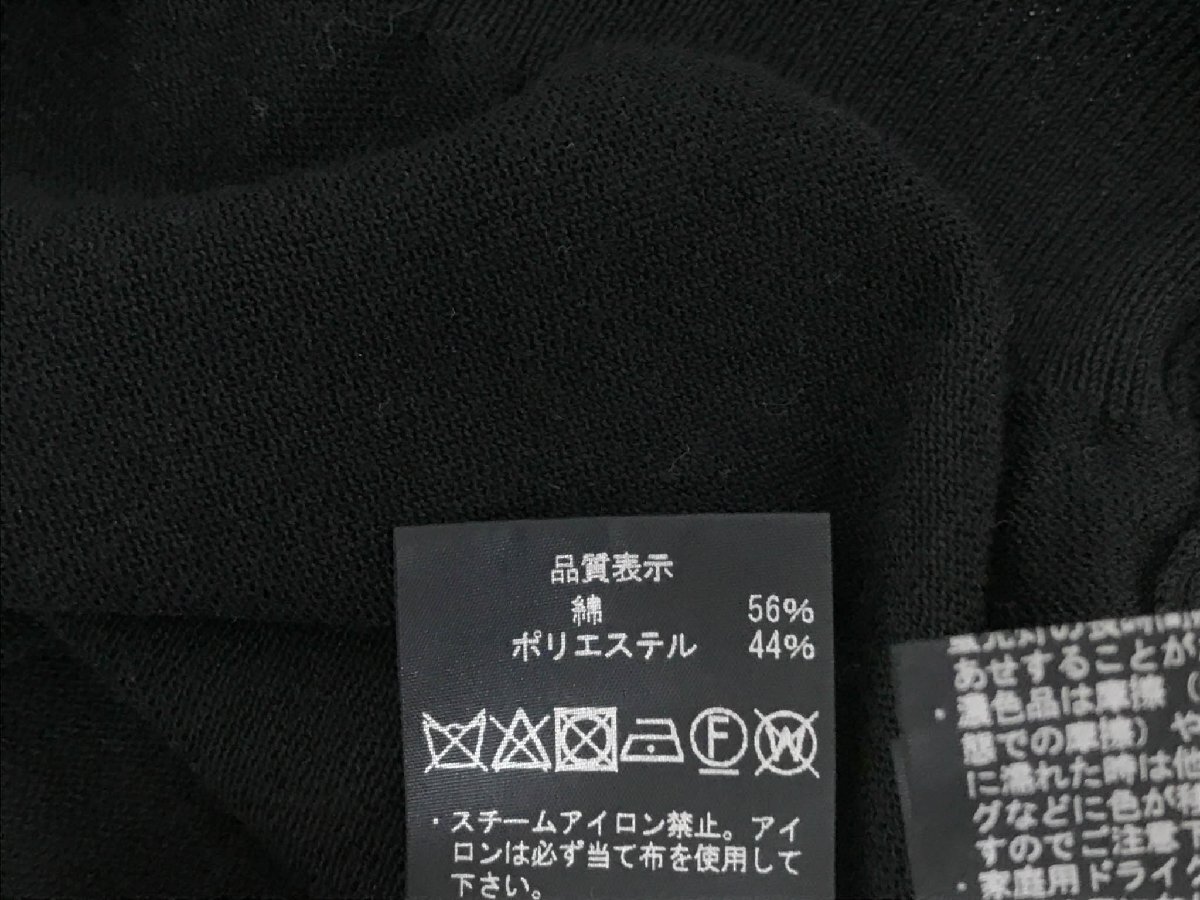 品質表示
綿 56%
ポリエステル 44%
F W
・スチームアイロン禁止。アイ
ロンは必ず当て布を使用して
下さい。
あせすることが
・濃色品は摩擦（
態での摩擦）や
に濡れた時は他
グなどに色が移
すのでご注意下
・家庭用ドライク